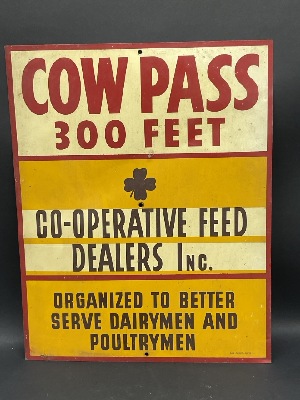 COW PASS
300 FEET
CO-OPERATIVE FEED
DEALERS INC.
ORGANIZED TO BETTER
SERVE DAIRYMEN AND
POULTRYMEN